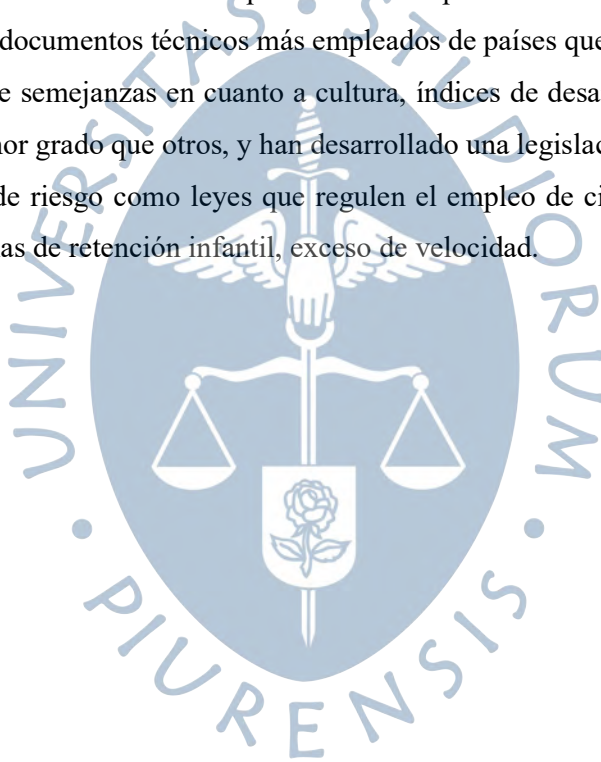 documentos técnicos más empleados de países que
e semejanzas en cuanto a cultura, índices de desa
or grado que otros, y han desarrollado una legislac
de riesgo como leyes que regulen el empleo de ci
as de retención infantil, exceso de velocidad.
UNIVERSITAS • STUDIORUM • PIURENSIS •